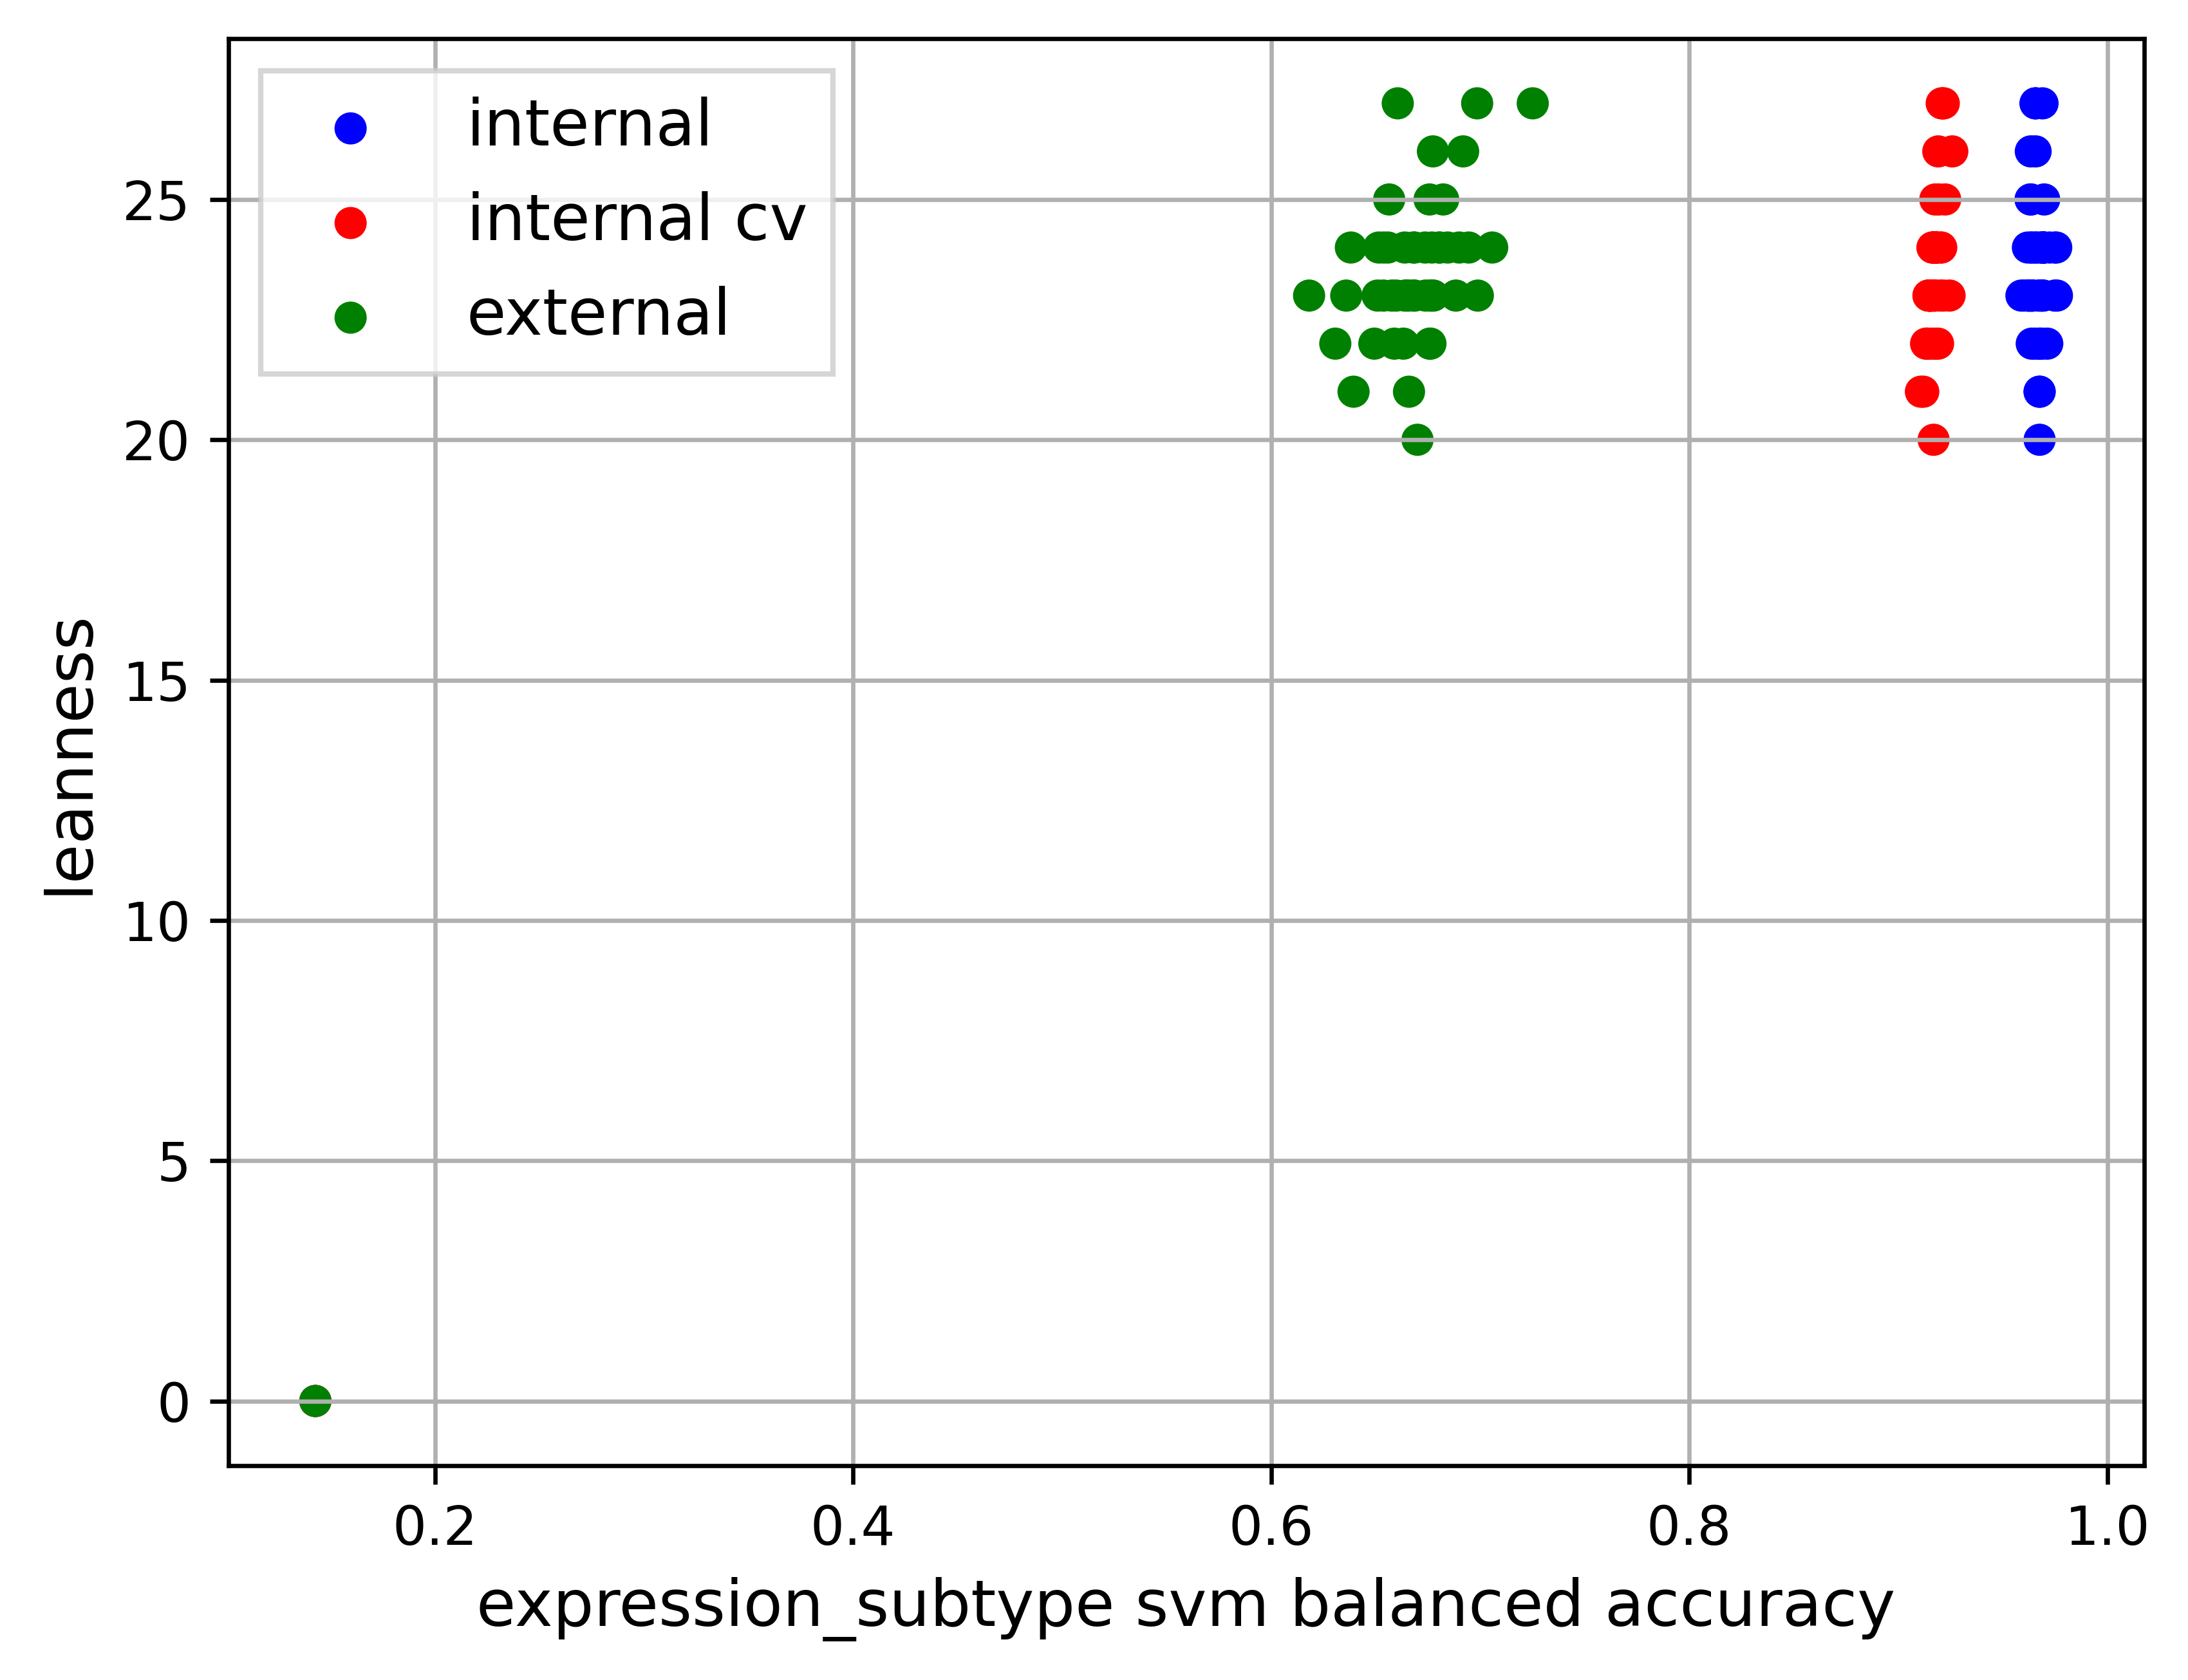 internal
internal cv
external
25
20
15
10
5
0
leanness
0.2 0.4 0.6 0.8 1.0
expression_subtype svm balanced accuracy